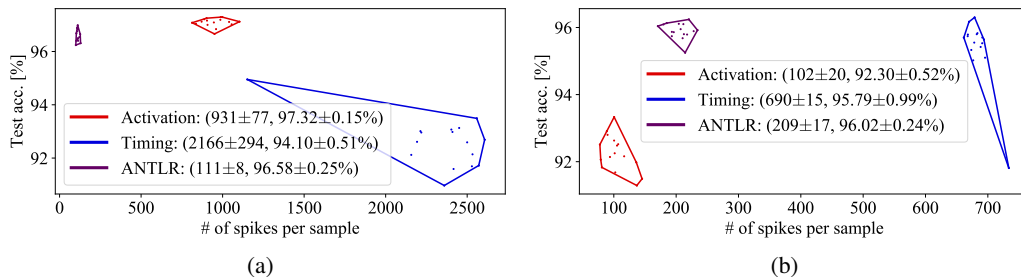 96
94
92
Test acc. [%]
Activation: (931±77, 97.32±0.15%)
Timing: (2166±294, 94.10±0.51%)
ANTLR: (111±8, 96.58±0.25%)
0 500 1000 1500 2000 2500
# of spikes per sample
(a)
96
94
92
Test acc. [%]
Activation: (102±20, 92.30±0.52%)
Timing: (690±15, 95.79±0.99%)
ANTLR: (209±17, 96.02±0.24%)
100 200 300 400 500 600 700
# of spikes per sample
(b)